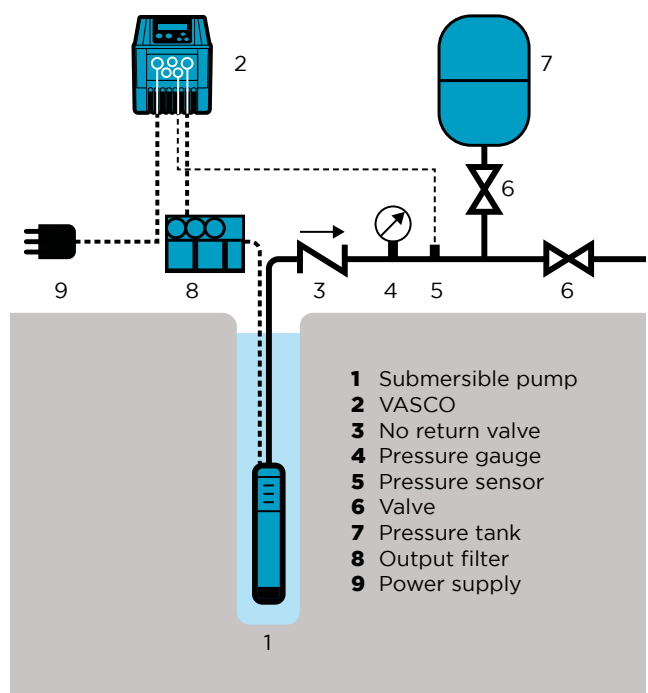 2
7
6
9
8
3
4
5
6
1 Submersible pump
2 VASCO
3 No return valve
4 Pressure gauge
5 Pressure sensor
6 Valve
7 Pressure tank
8 Output filter
9 Power supply
1